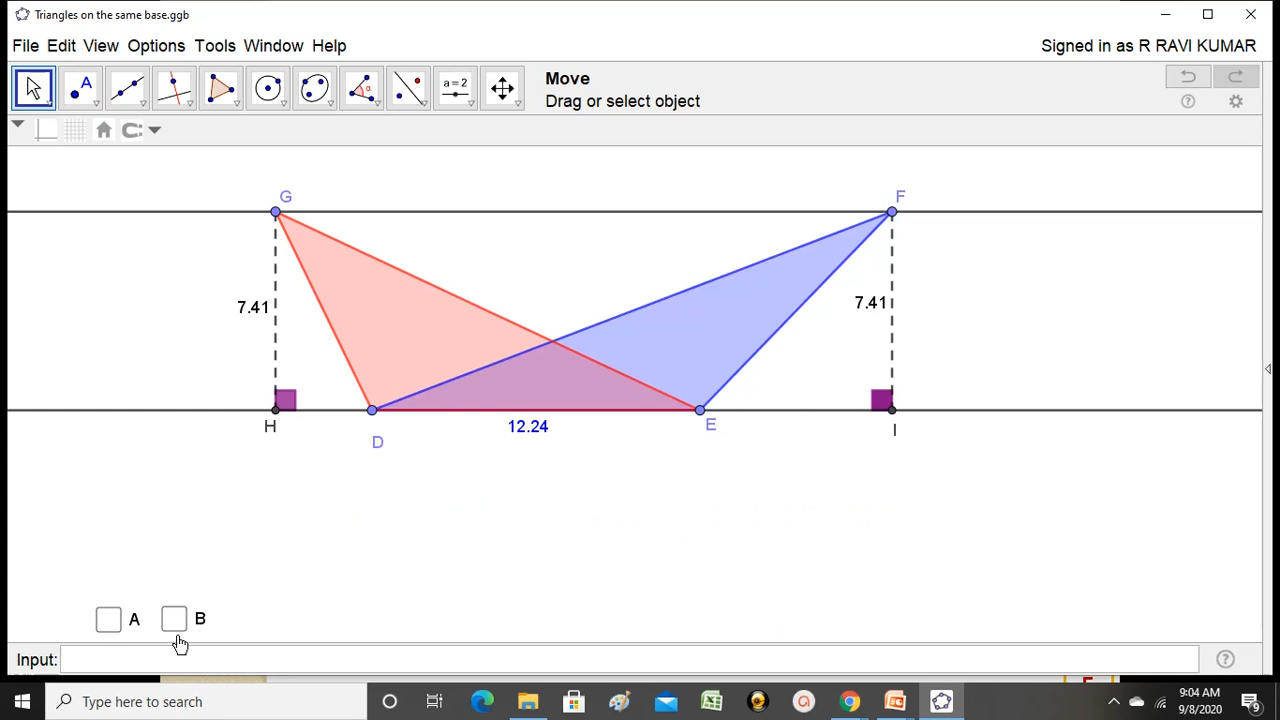 Triangles on the same base.ggb
File Edit View Options Tools Window Help
Signed in as R RAVI KUMAR
A
α
a=2
Move
Drag or select object
G
F
7.41
7.41
H
D
12.24
E
I
A
B
Input:
Type here to search
9:04 AM
9/8/2020
9